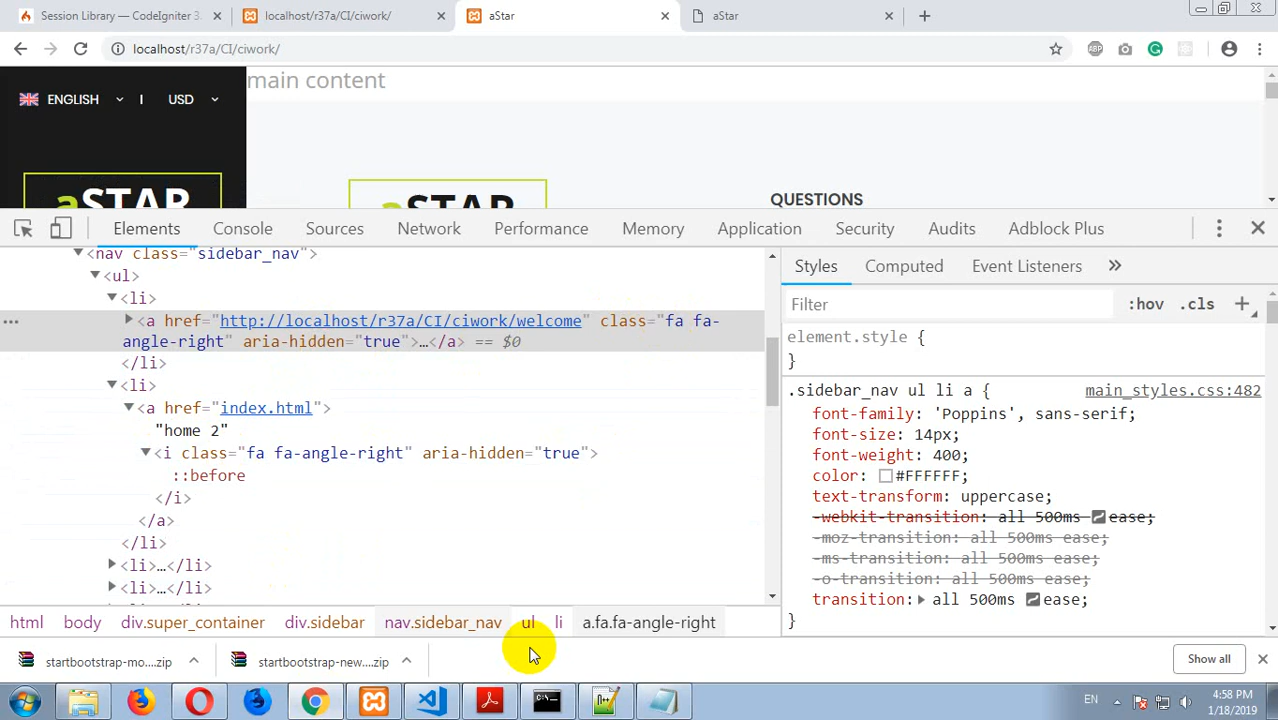 Session Library — CodeIgniter 3.
localhost/r37a/CI/ciwork/
aStar
aStar
localhost/r37a/CI/ciwork/
ABP
main content
ENGLISH
I
USD
aSTAR
aSTAR
QUESTIONS
Elements
Console
Sources
Network
Performance
Memory
Application
Security
Audits
Adblock Plus
<nav class="sidebar_nav">
<ul>
<li>
<a href="http://localhost/r37a/CI/ciwork/welcome" class="fa fa-
angle-right" aria-hidden="true">…</a> == $0
</li>
<li>
<a href="index.html">
"home 2"
<i class="fa fa-angle-right" aria-hidden="true">
::before
</i>
</a>
</li>
<li>…</li>
<li>…</li>
html
body
div.super_container
div.sidebar
nav.sidebar_nav
ul
li
a.fa.fa-angle-right
Styles
Computed
Event Listeners
Filter
:hov
.cls
element.style {
}
.sidebar_nav ul li a {
main_styles.css:482
font-family: 'Poppins', sans-serif;
font-size: 14px;
font-weight: 400;
color: #FFFFFF;
text-transform: uppercase;
-webkit-transition: all 500ms ease;
-moz-transition: all 500ms ease;
-ms-transition: all 500ms ease;
-o-transition: all 500ms ease;
transition: all 500ms ease;
}
startbootstrap-mo....zip
startbootstrap-new....zip
Show all
EN
4:58 PM
1/18/2019